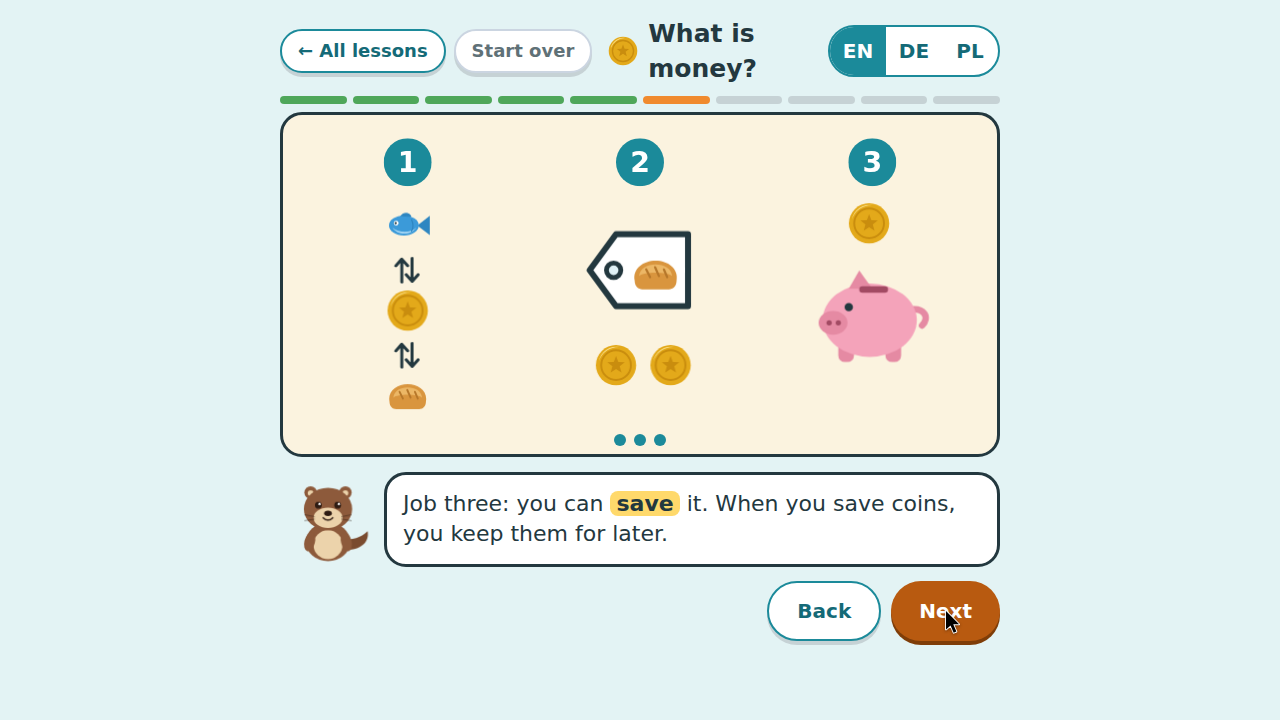 ← All lessons
Start over
What is
money?
EN DE PL
1 2 3
Job three: you can save it. When you save coins,
you keep them for later.
Back
Next